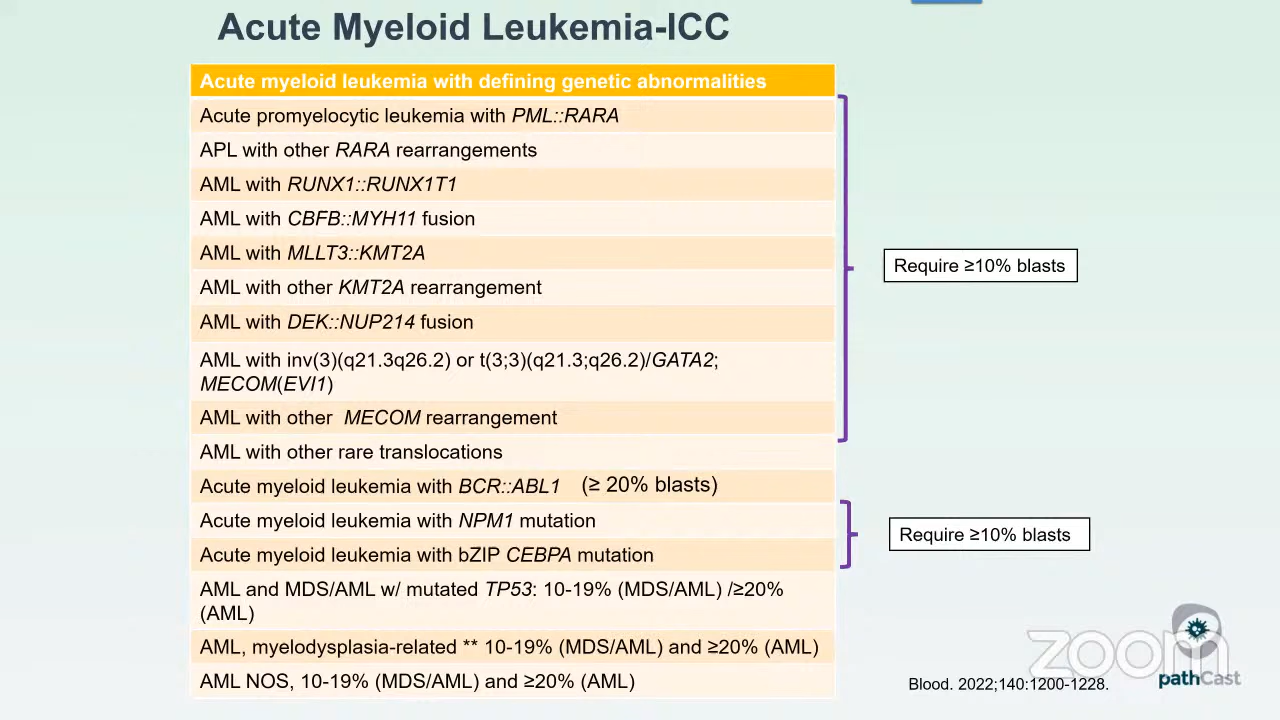 Acute Myeloid Leukemia-ICC
Acute myeloid leukemia with defining genetic abnormalities
Acute promyelocytic leukemia with PML::RARA
APL with other RARA rearrangements
AML with RUNX1::RUNX1T1
AML with CBFB::MYH11 fusion
AML with MLLT3::KMT2A
AML with other KMT2A rearrangement
AML with DEK::NUP214 fusion
AML with inv(3)(q21.3q26.2) or t(3;3)(q21.3;q26.2)/GATA2;
MECOM(EVI1)
AML with other MECOM rearrangement
AML with other rare translocations
Require ≥10% blasts
Acute myeloid leukemia with BCR::ABL1 (≥ 20% blasts)
Acute myeloid leukemia with NPM1 mutation
Acute myeloid leukemia with bZIP CEBPA mutation
Require ≥10% blasts
AML and MDS/AML w/ mutated TP53: 10-19% (MDS/AML) /≥20%
(AML)
AML, myelodysplasia-related ** 10-19% (MDS/AML) and ≥20% (AML)
AML NOS, 10-19% (MDS/AML) and ≥20% (AML)
Blood. 2022;140:1200-1228.
zoom
pathCast